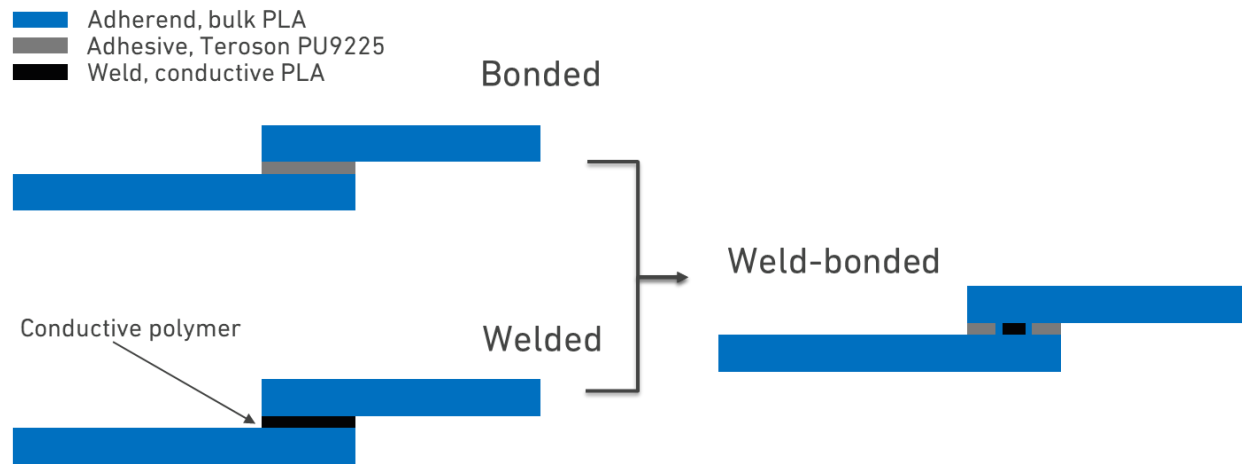 Adherend, bulk PLA
Adhesive, Teroson PU9225
Weld, conductive PLA
Bonded
Weld-bonded
Conductive polymer
Welded